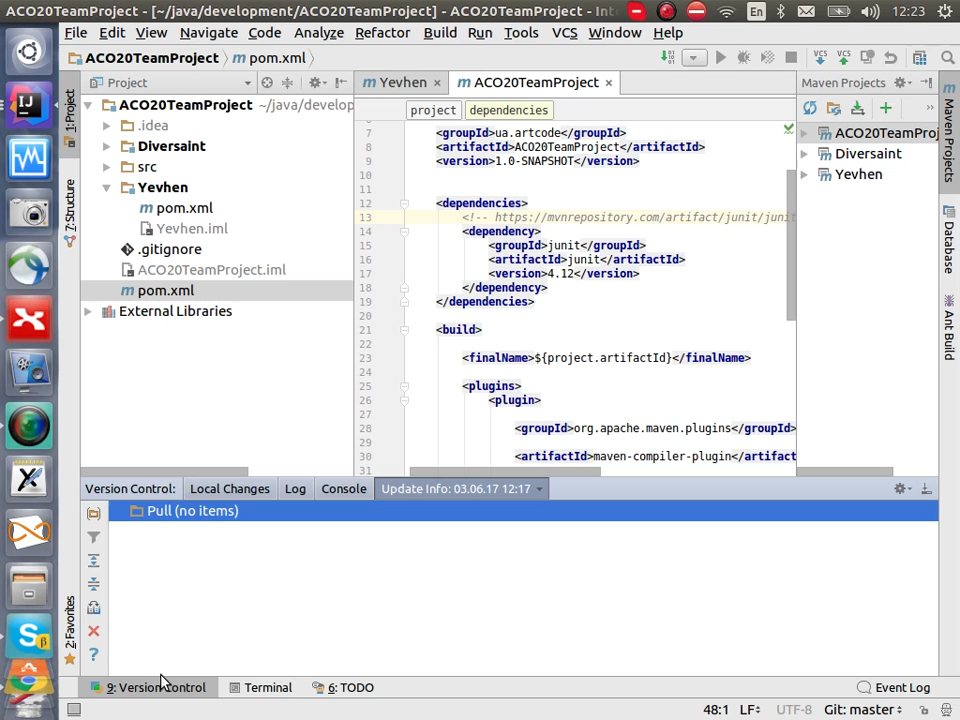 ACO20TeamProject - [~/java/development/ACO20TeamProject] - ACO20TeamProject - Inte
En
12:23
File Edit View Navigate Code Analyze Refactor Build Run Tools VCS Window Help
ACO20TeamProject
pom.xml
VCS VCS
1: Project
7: Structure
2: Favorites
Project
ACO20TeamProject ~/java/develop
.idea
Diversaint
src
Yevhen
pom.xml
Yevhen.iml
.gitignore
ACO20TeamProject.iml
pom.xml
External Libraries
Yevhen
ACO20TeamProject
project dependencies
7 <groupId>ua.artcode</groupId>
8 <artifactId>ACO20TeamProject</artifactId>
9 <version>1.0-SNAPSHOT</version>
10
11
12 <dependencies>
13 <!-- https://mvnrepository.com/artifact/junit/junit
14 <dependency>
15 <groupId>junit</groupId>
16 <artifactId>junit</artifactId>
17 <version>4.12</version>
18 </dependency>
19 </dependencies>
20
21 <build>
22
23 <finalName>${project.artifactId}</finalName>
24
25 <plugins>
26 <plugin>
27
28 <groupId>org.apache.maven.plugins</groupId>
29
30 <artifactId>maven-compiler-plugin</artifact
31
Maven Projects
ACO20TeamProj
Diversaint
Yevhen
Maven Projects
Database
Ant Build
Version Control: Local Changes Log Console Update Info: 03.06.17 12:17
Pull (no items)
9: Version Control Terminal 6: TODO Event Log
48:1 LF UTF-8 Git: master